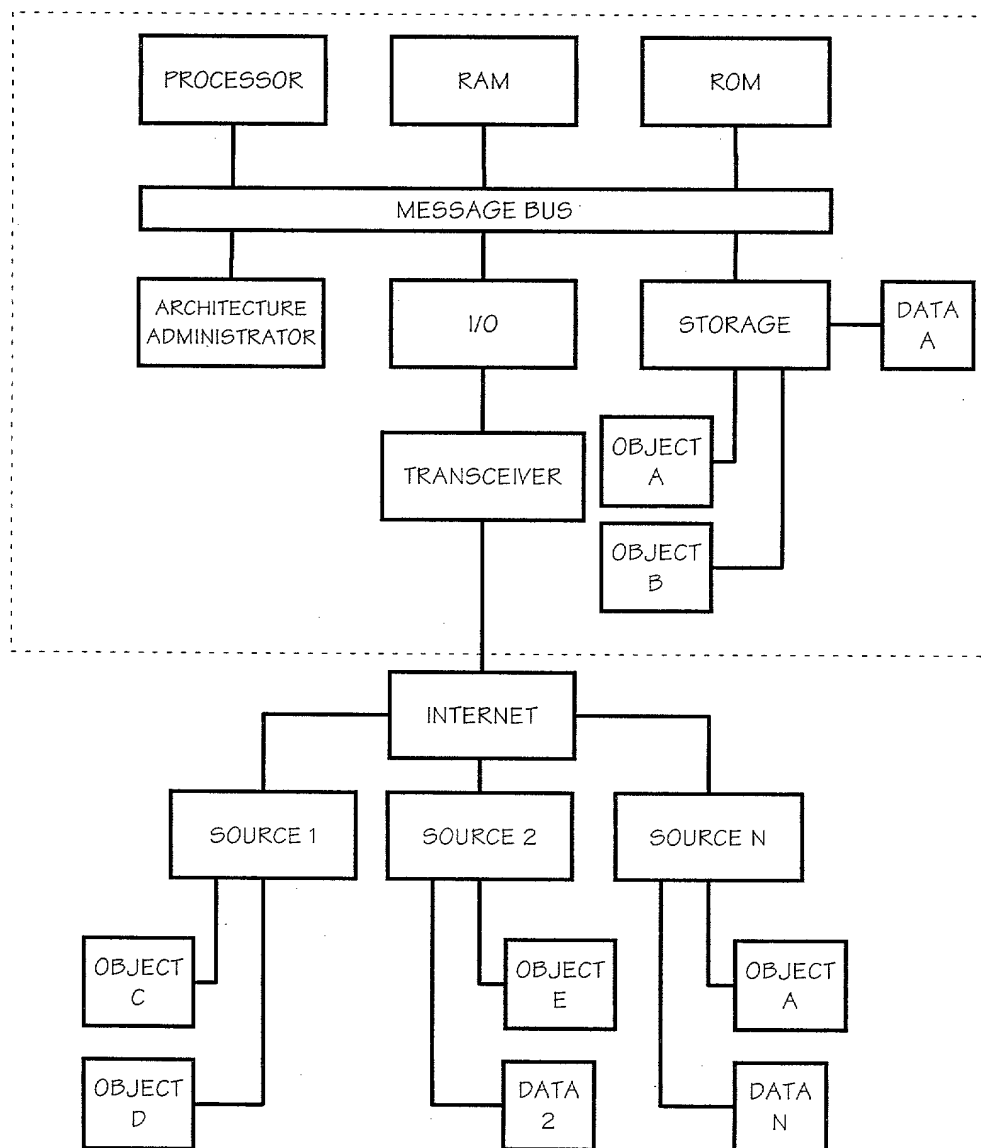 PROCESSOR
RAM
ROM
MESSAGE BUS
ARCHITECTURE
ADMINISTRATOR
I/O
STORAGE
DATA
A
TRANSCEIVER
OBJECT
A
OBJECT
B
INTERNET
SOURCE 1
SOURCE 2
SOURCE N
OBJECT
C
OBJECT
E
OBJECT
A
OBJECT
D
DATA
2
DATA
N